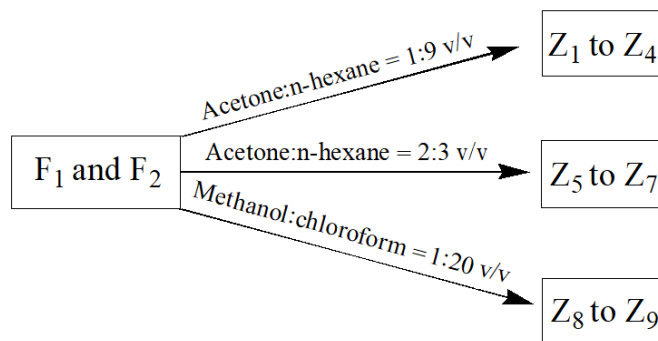 Acetone:n-hexane = 1:9 v/v
Z₁ to Z₄
F₁ and F₂
Acetone:n-hexane = 2:3 v/v
Z₅ to Z₇
Methanol:chloroform =1:20 v/v
Z₈ to Z₉